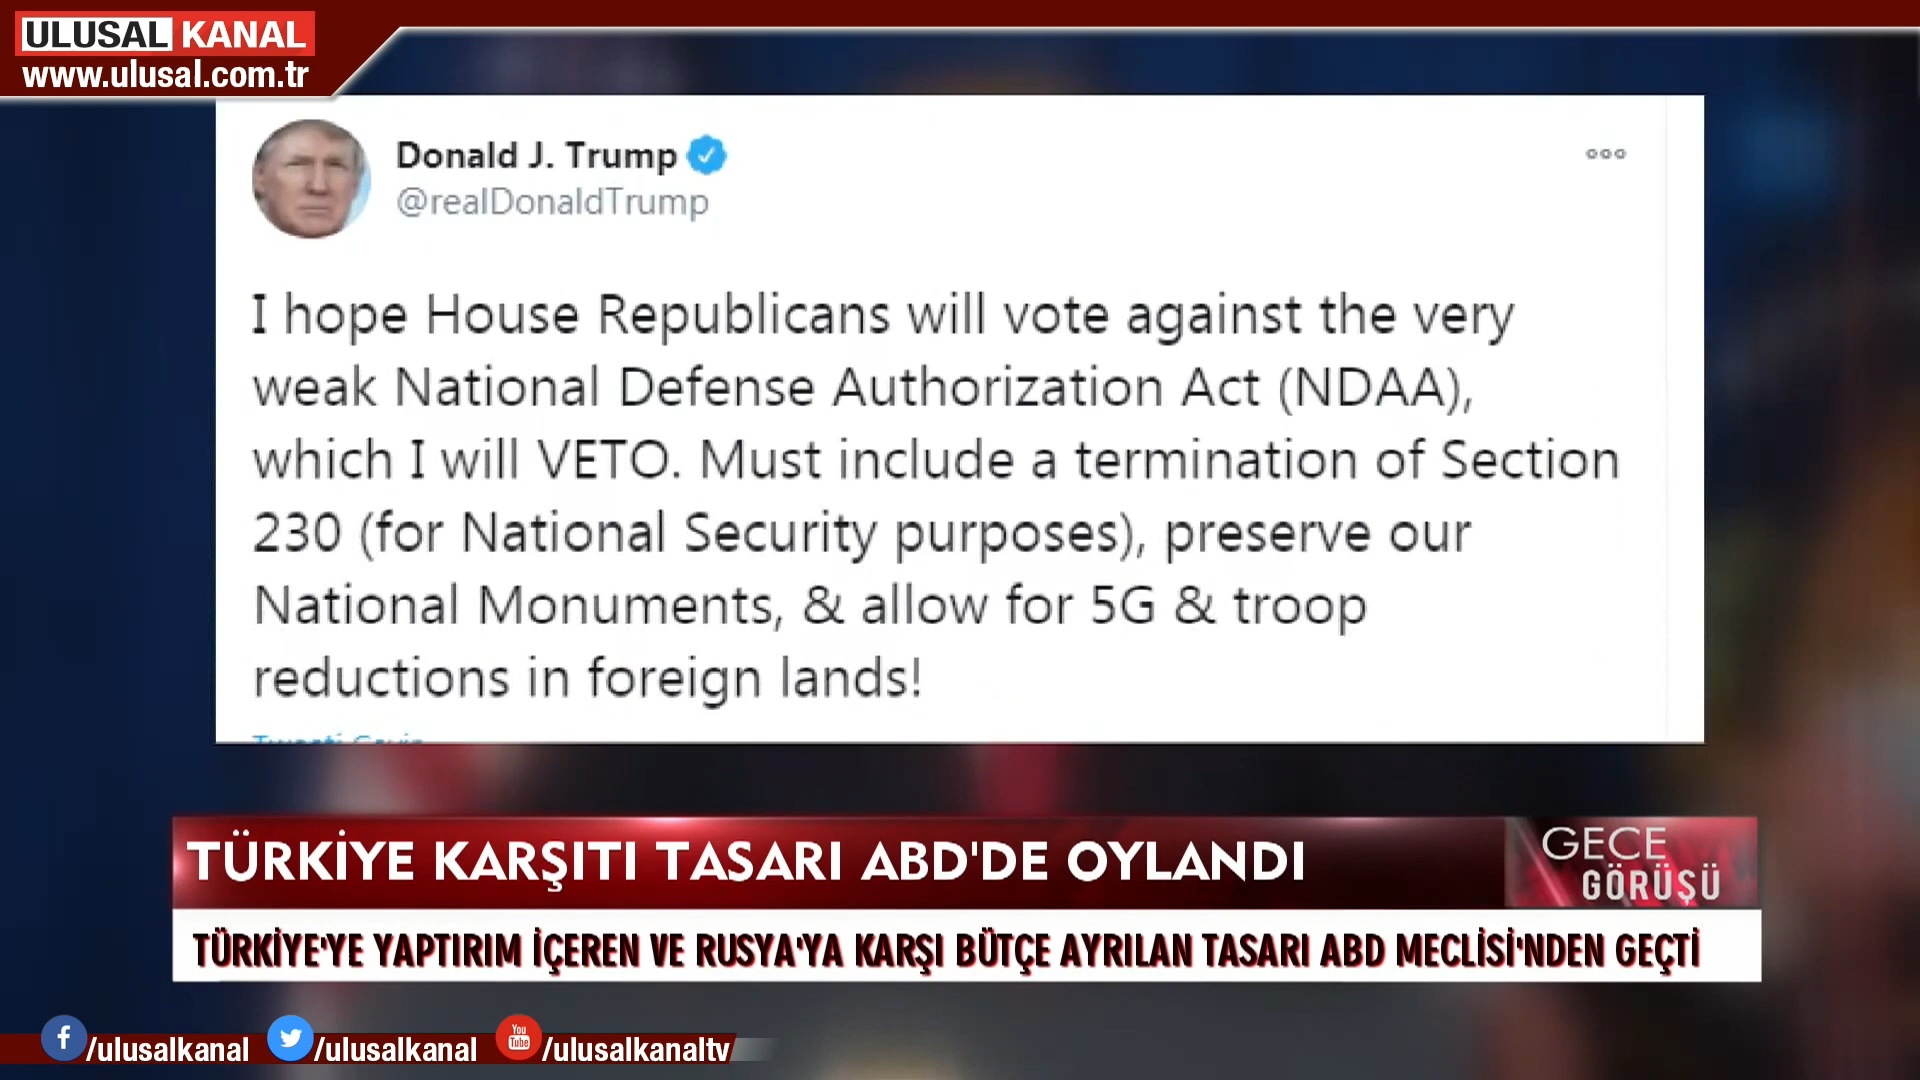 ULUSAL KANAL
www.ulusal.com.tr
Donald J. Trump
@realDonaldTrump
I hope House Republicans will vote against the very
weak National Defense Authorization Act (NDAA),
which I will VETO. Must include a termination of Section
230 (for National Security purposes), preserve our
National Monuments, & allow for 5G & troop
reductions in foreign lands!
TÜRKİYE KARŞITI TASARI ABD'DE OYLANDI
GECE
GÖRÜŞÜ
TÜRKİYE'YE YAPTIRIM İÇEREN VE RUSYA'YA KARŞI BÜTÇE AYRILAN TASARI ABD MECLİSİ'NDEN GEÇTİ
f /ulusalkanal /ulusalkanal You Tube /ulusalkanaltv